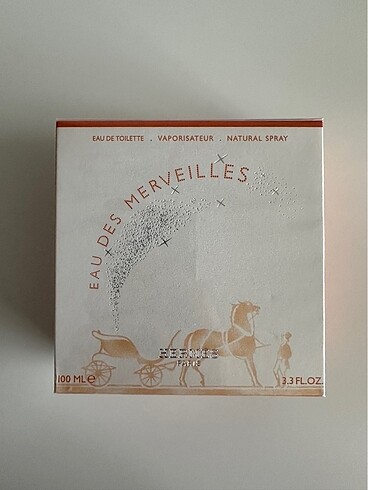 EAU DE TOILETTE . VAPORISATEUR . NATURAL SPRAY
EAU DES MERVEILLES
HERMÈS
PARIS
100 ML e
3.3 FL.OZ.